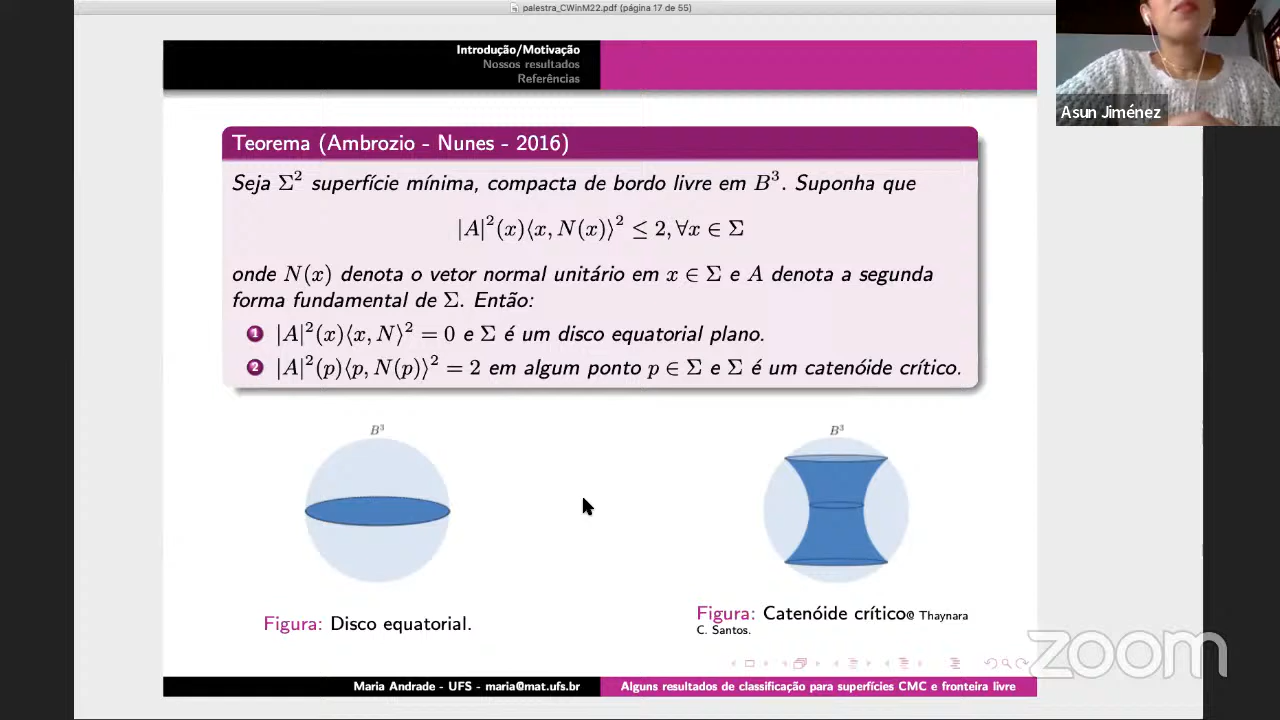 palestra_CWinM22.pdf (página 17 de 55)
Introdução/Motivação
Nossos resultados
Referências
Asun Jiménez
Teorema (Ambrozio - Nunes - 2016)
Seja Σ² superfície mínima, compacta de bordo livre em B³. Suponha que
|A|²(x)⟨x, N(x)⟩² ≤ 2, ∀x ∈ Σ
onde N(x) denota o vetor normal unitário em x ∈ Σ e A denota a segunda
forma fundamental de Σ. Então:
1 |A|²(x)⟨x, N⟩² = 0 e Σ é um disco equatorial plano.
2 |A|²(p)⟨p, N(p)⟩² = 2 em algum ponto p ∈ Σ e Σ é um catenóide crítico.
B³
B³
Figura: Disco equatorial.
Figura: Catenóide crítico@ Thaynara
C. Santos.
zoom
Maria Andrade - UFS - maria@mat.ufs.br
Alguns resultados de classificação para superfícies CMC e fronteira livre